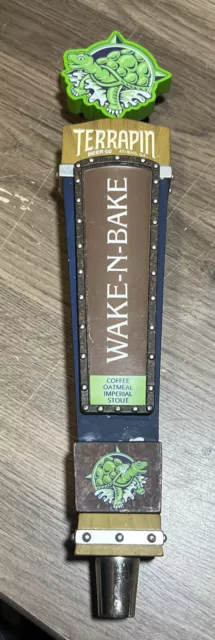 TERRAPIN
BEER CO
WAKE-N-BAKE
COFFEE
OATMEAL
IMPERIAL
STOUT